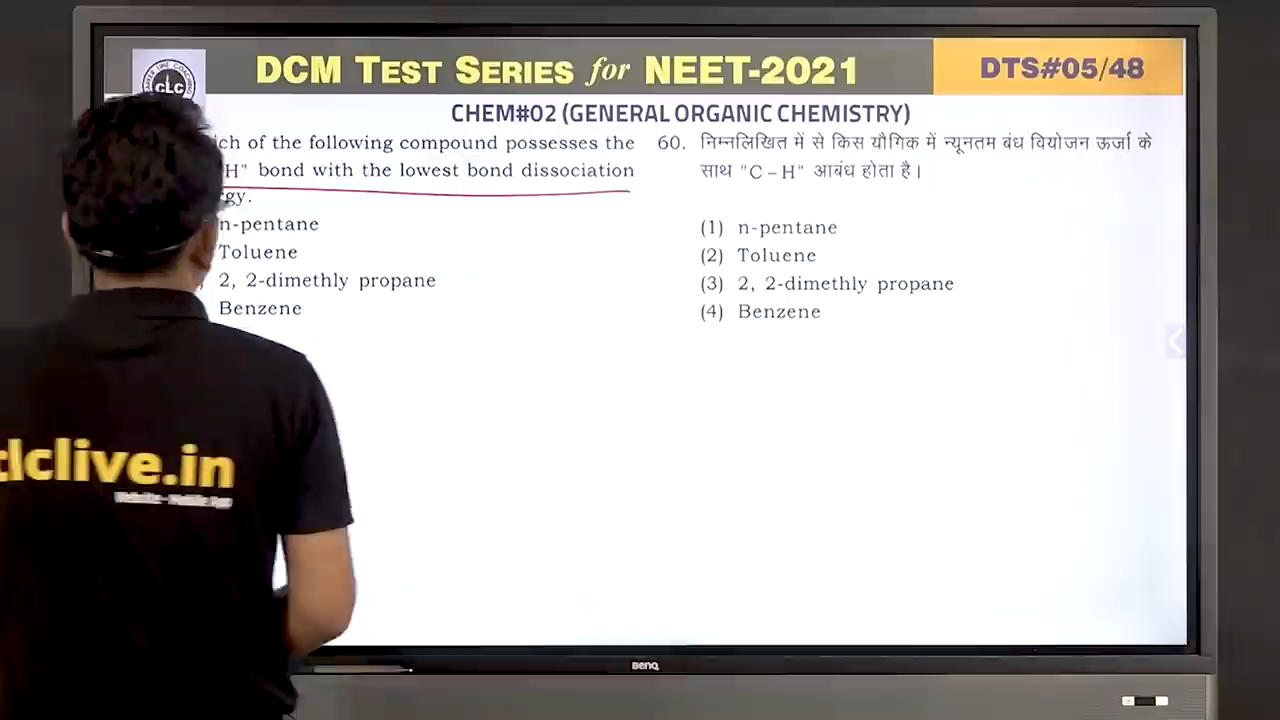 DCM TEST SERIES for NEET-2021
DTS#05/48
CLC
CHEM#02 (GENERAL ORGANIC CHEMISTRY)
ich of the following compound possesses the
H" bond with the lowest bond dissociation
gy.
n-pentane
Toluene
2, 2-dimethly propane
Benzene
60. निम्नलिखित में से किस यौगिक में न्यूनतम बंध वियोजन ऊर्जा के
साथ "C – H" आबंध होता है।
(1) n-pentane
(2) Toluene
(3) 2, 2-dimethly propane
(4) Benzene
clclive.in
BenQ